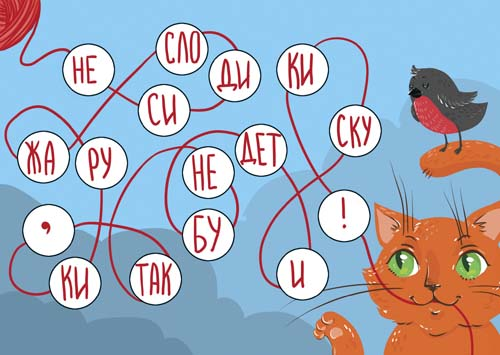 НЕ
СИ
ДИ
СЛО
ЖА
РУ
КИ
,
ТАК
НЕ
БУ
ДЕТ
И
СКУ
КИ
!